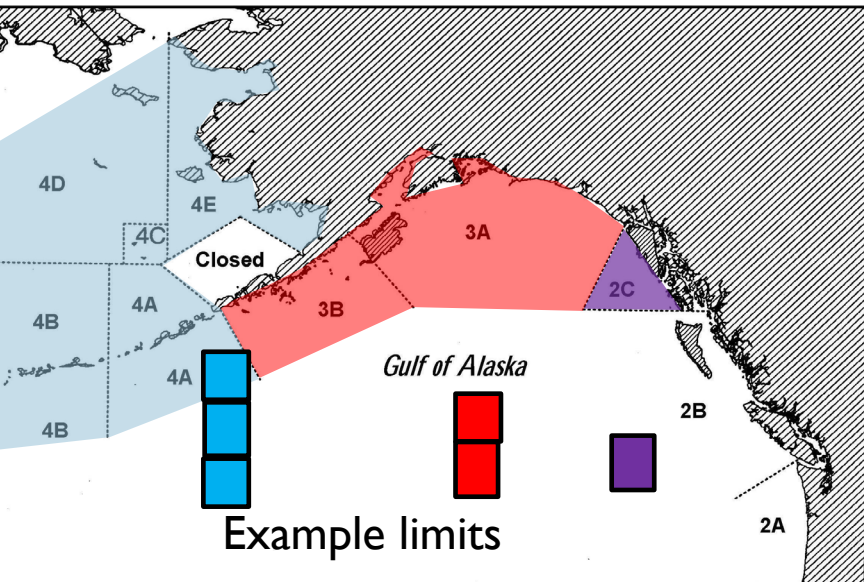 4D
4E
4C
Closed
3A
2C
4B
4A
3B
4A
Gulf of Alaska
4B
2B
2A
Example limits